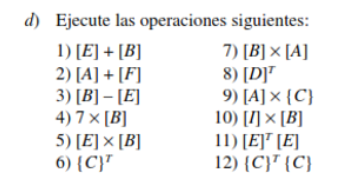 d) Ejecute las operaciones siguientes:
1) [E] + [B]
2) [A] + [F]
3) [B] – [E]
4) 7 × [B]
5) [E] × [B]
6) {C}ᵀ
7) [B] × [A]
8) [D]ᵀ
9) [A] × {C}
10) [I] × [B]
11) [E]ᵀ [E]
12) {C}ᵀ {C}